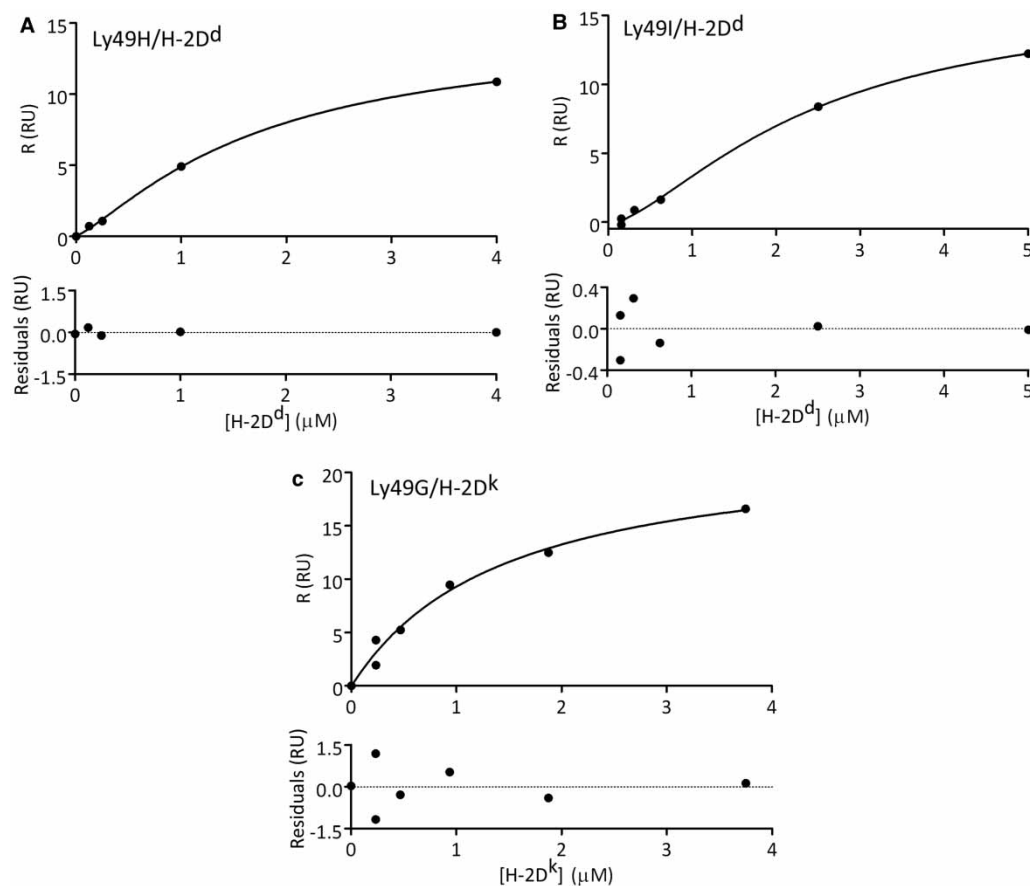 A
Ly49H/H-2Dd
15
10
5
0
R (RU)
0 1 2 3 4
1.5
0.0
-1.5
Residuals (RU)
0 1 2 3 4
[H-2Dd] (μM)
B
Ly49I/H-2Dd
15
10
5
0
R (RU)
0 1 2 3 4 5
0.4
0.0
-0.4
Residuals (RU)
0 1 2 3 4 5
[H-2Dd] (μM)
c
Ly49G/H-2Dk
20
15
10
5
0
R (RU)
0 1 2 3 4
1.5
0.0
-1.5
Residuals (RU)
0 1 2 3 4
[H-2Dk] (μM)